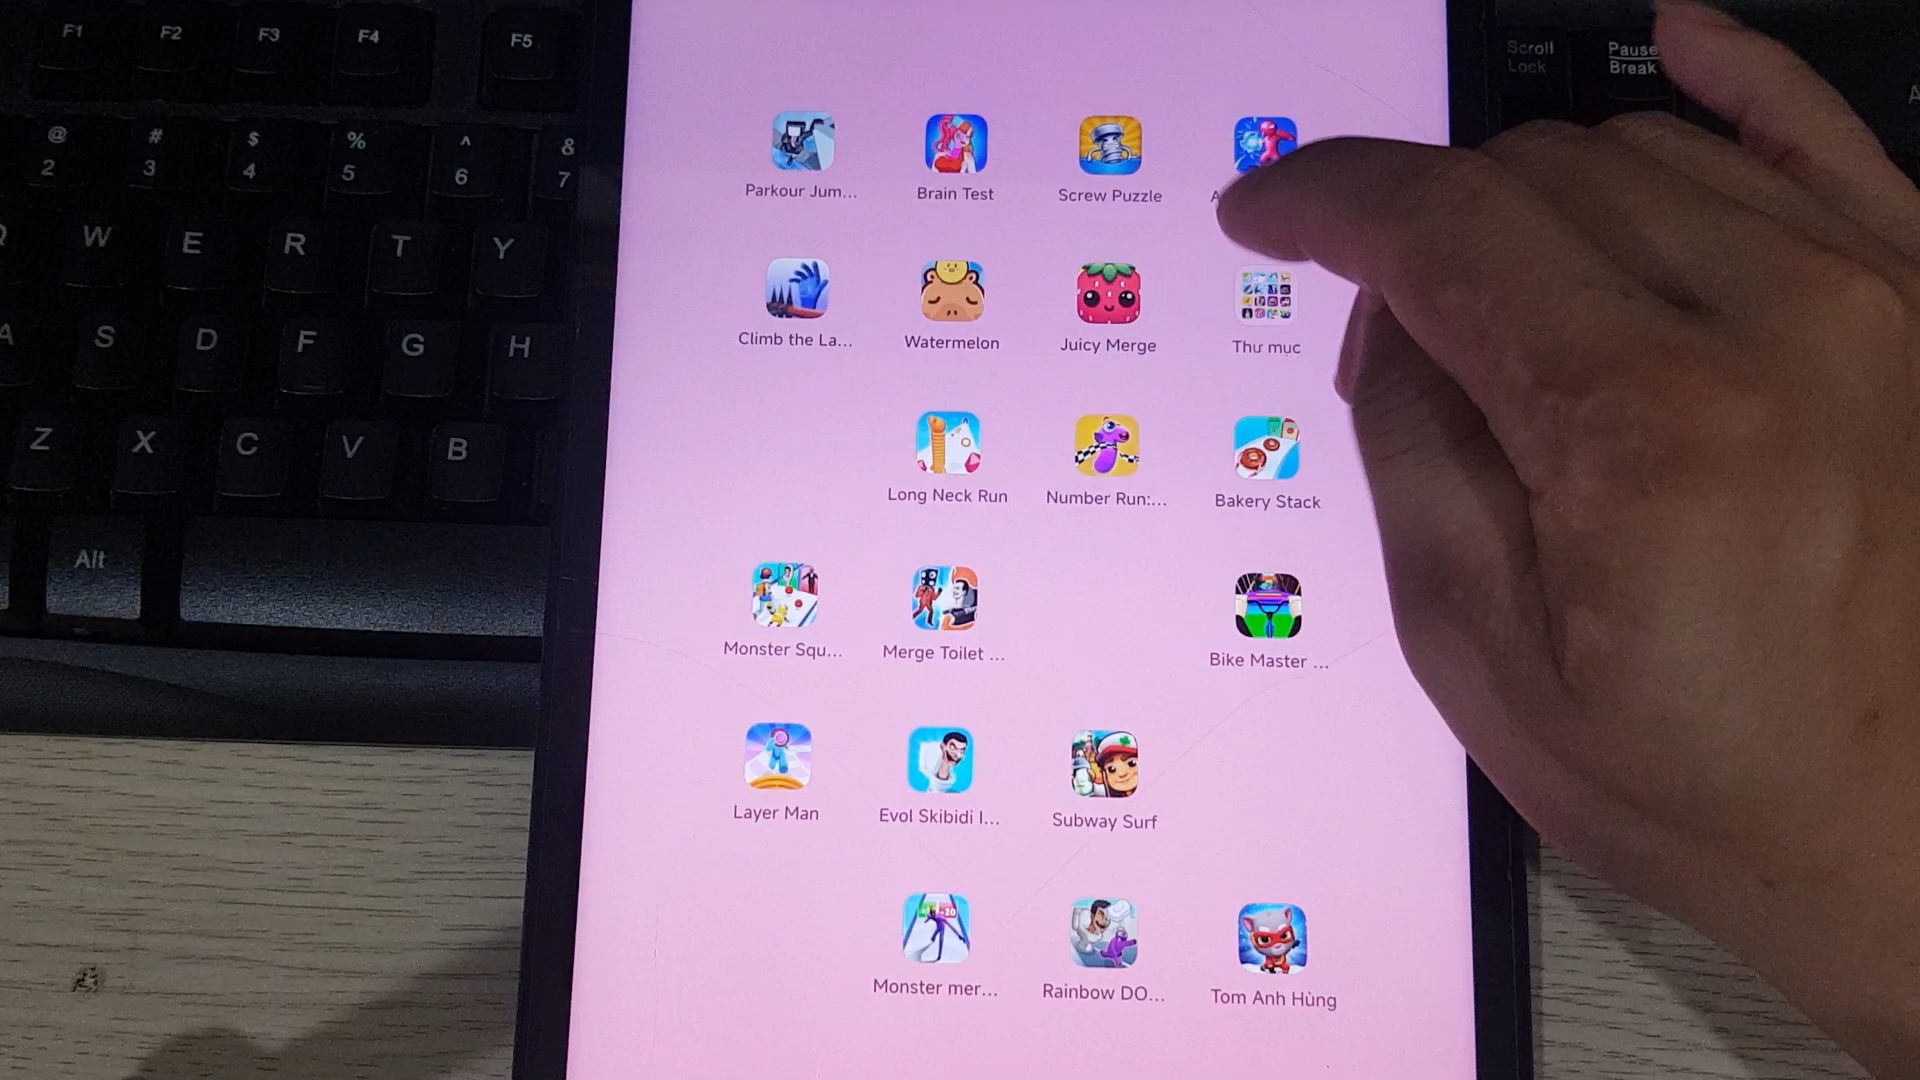 F1 F2 F3 F4 F5
Scroll Lock
Pause Break
@ 2 # 3 $ 4 % 5 ^ 6 & 7
W E R T Y
A S D F G H
Z X C V B
Alt
Parkour Jum... Brain Test Screw Puzzle
Climb the La... Watermelon Juicy Merge Thư mục
Long Neck Run Number Run:... Bakery Stack
Monster Squ... Merge Toilet ... Bike Master ...
Layer Man Evol Skibidi I... Subway Surf
Monster mer... Rainbow DO... Tom Anh Hùng